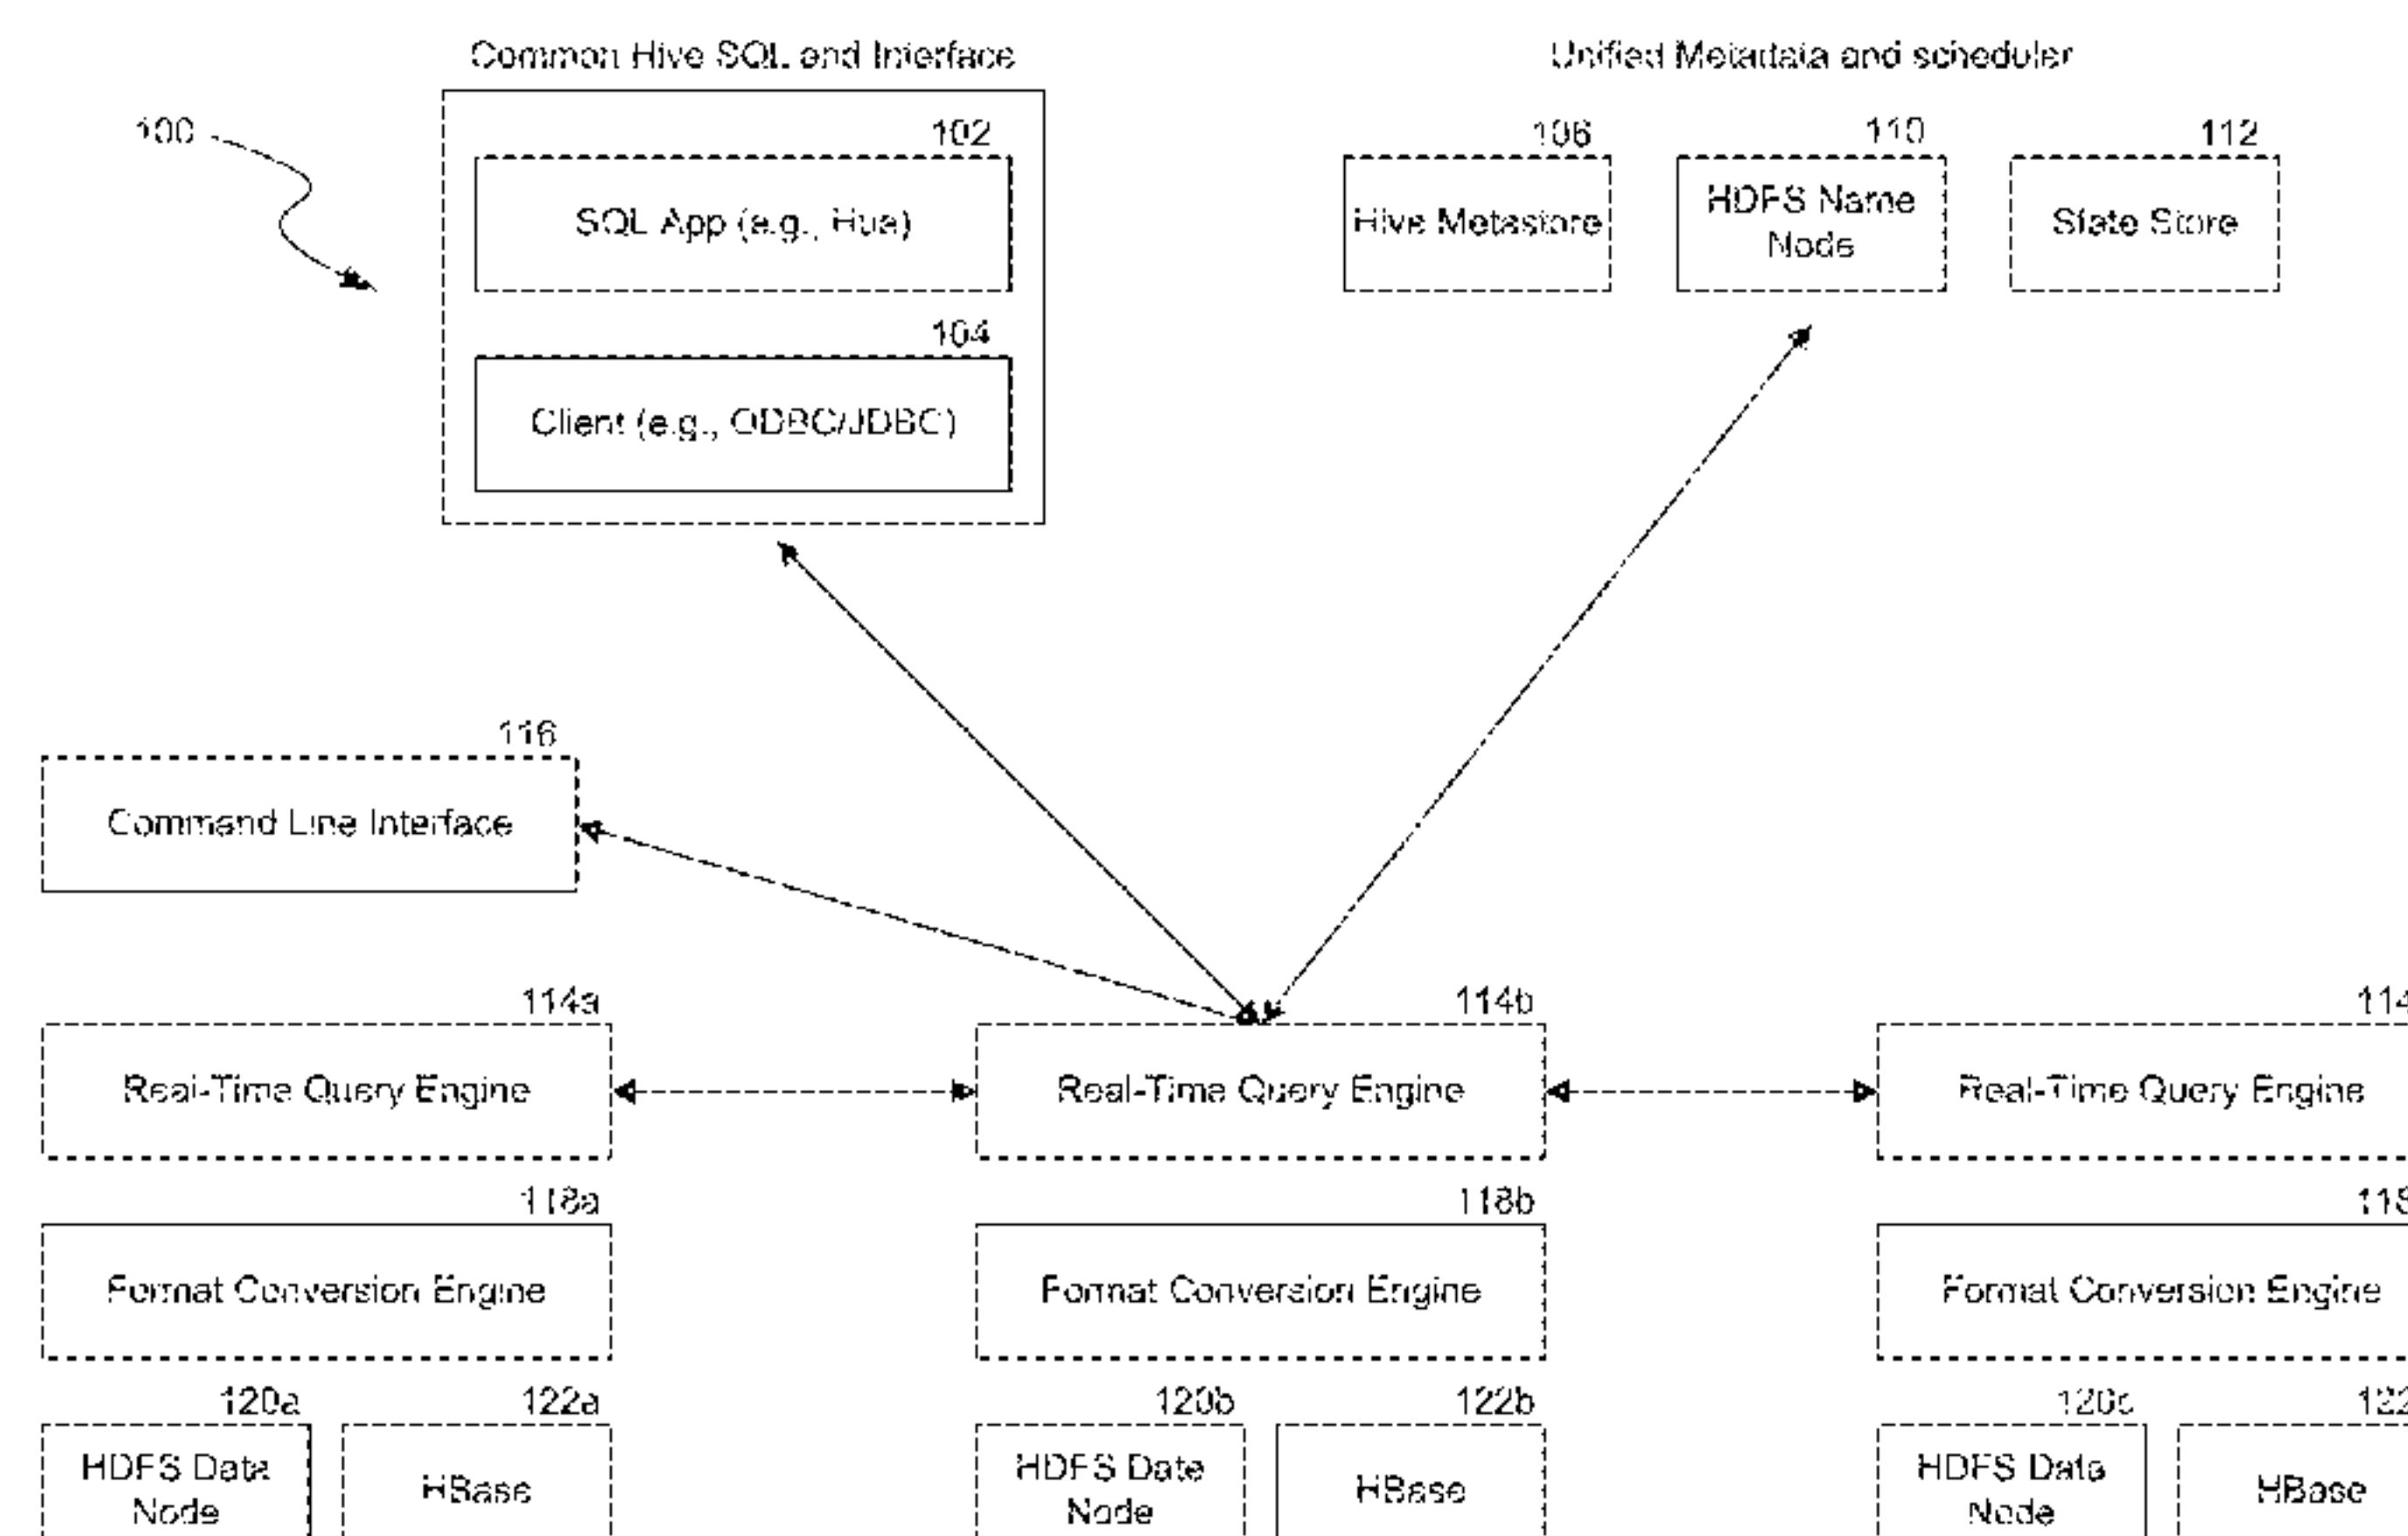 Common Hive SQL and Interface
Unified Metadata and scheduler
100
102
SQL App (e.g., Hue)
104
Client (e.g., ODBC/JDBC)
106
Hive Metastore
110
HDFS Name
Node
112
State Store
116
Command Line Interface
114a
Real-Time Query Engine
114b
Real-Time Query Engine
114
Real-Time Query Engine
118a
Format Conversion Engine
118b
Format Conversion Engine
118
Format Conversion Engine
120a
HDFS Data
Node
122a
HBase
120b
HDFS Data
Node
122b
HBase
120c
HDFS Data
Node
122
HBase